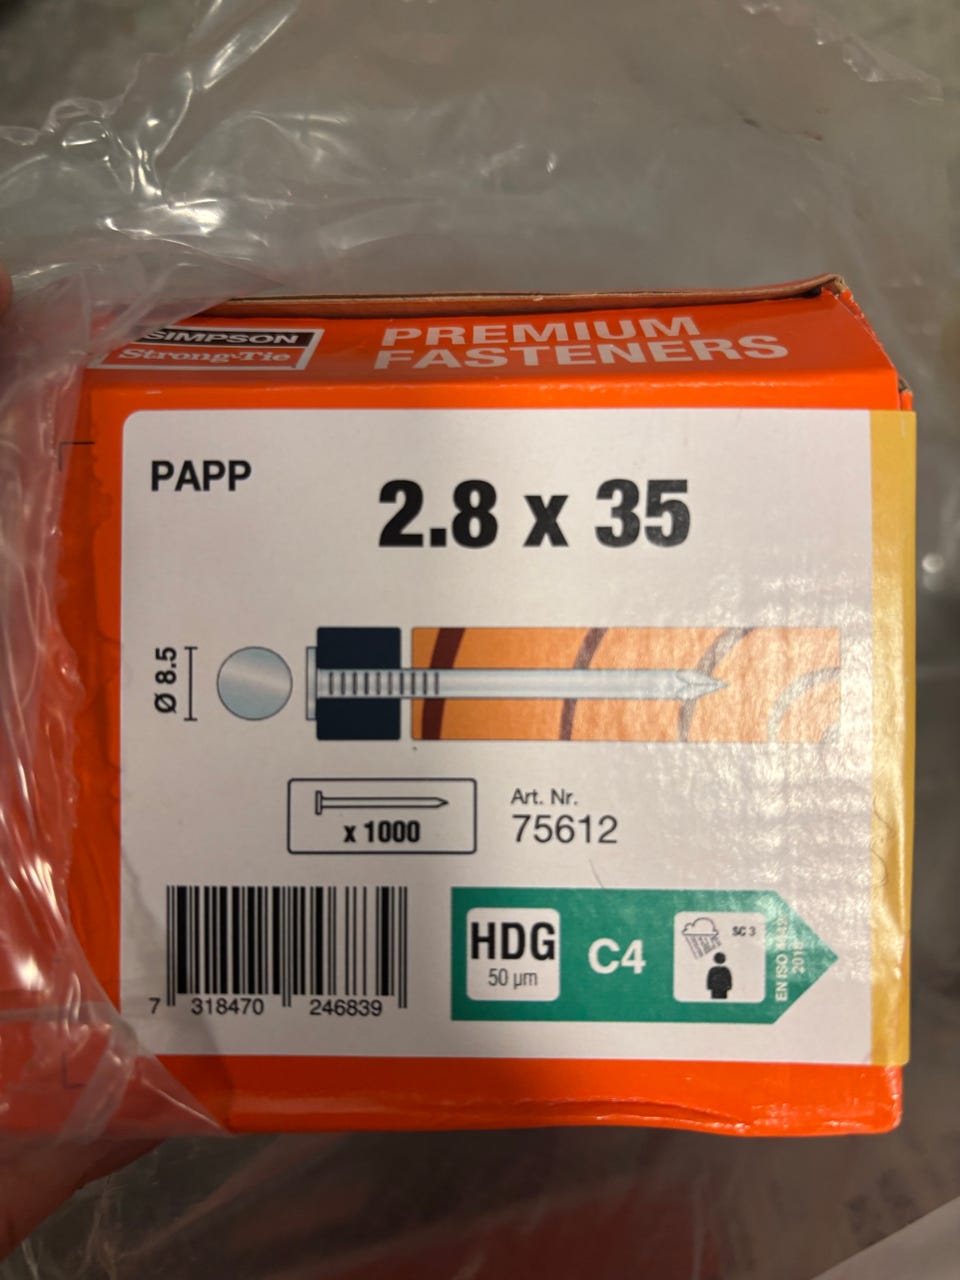 SIMPSON
Strong-Tie
PREMIUM
FASTENERS
PAPP
2.8 x 35
Ø 8.5
x 1000
Art. Nr.
75612
7 318470 246839
HDG
50 µm
C4
SC 3
EN ISO